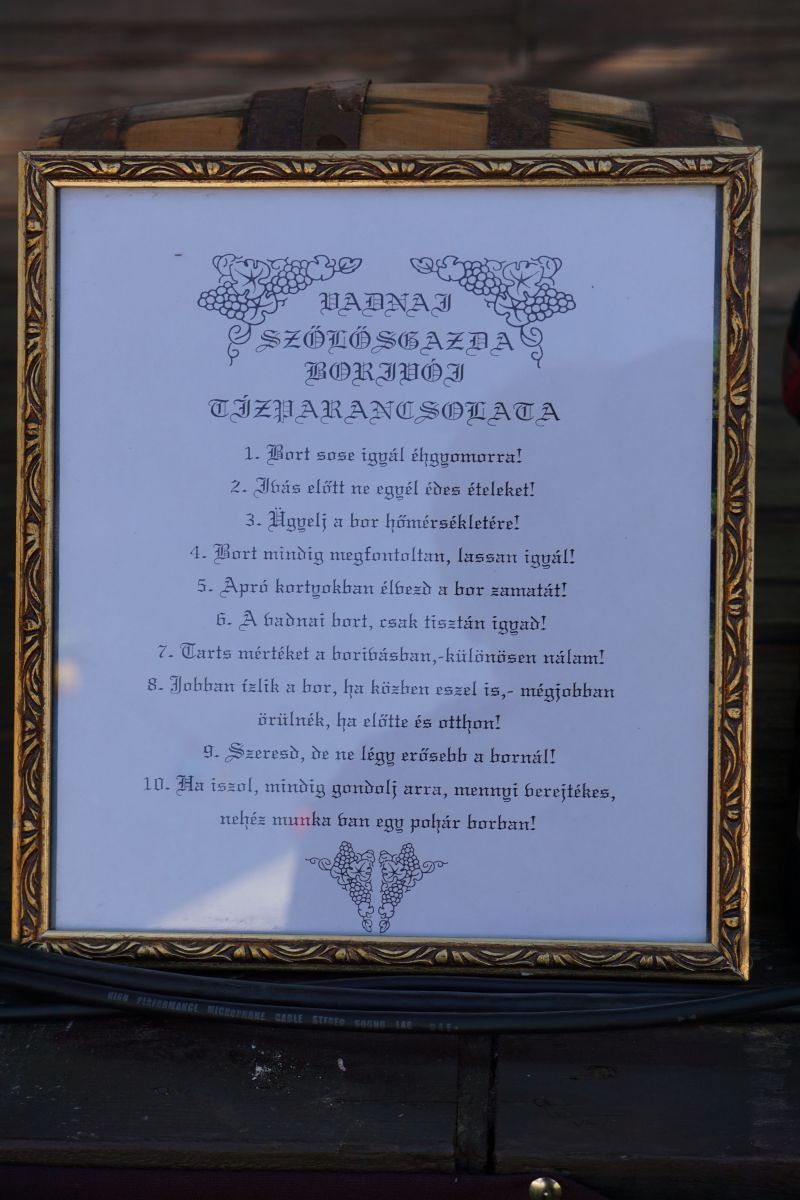 VADNAI
SZŐLŐSGAZDA
BORIVÓI
TÍZPARANCSOLATA
1. Bort sose igyál éhgyomorra!
2. Ivás előtt ne egyél édes ételeket!
3. Ügyelj a bor hőmérsékletére!
4. Bort mindig megfontoltan, lassan igyál!
5. Apró kortyokban élvezd a bor zamatát!
6. A vadnai bort, csak tisztán igyad!
7. Tarts mértéket a borivásban,-különösen nálam!
8. Jobban ízlik a bor, ha közben eszel is,- mégjobban
örülnék, ha előtte és otthon!
9. Szeresd, de ne légy erősebb a bornál!
10. Ha iszol, mindig gondolj arra, mennyi verejtékes,
nehéz munka van egy pohár borban!
HIGH PERFORMANCE MICROPHONE CABLE STEREO SOUND LAB